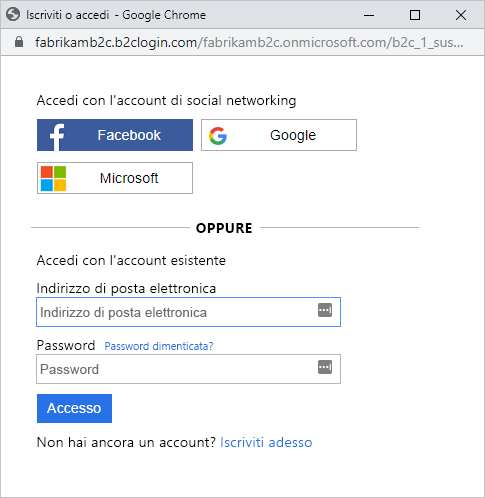 Iscriviti o accedi - Google Chrome
fabrikamb2c.b2clogin.com/fabrikamb2c.onmicrosoft.com/b2c_1_sus...
Accedi con l'account di social networking
Facebook Google
Microsoft
OPPURE
Accedi con l'account esistente
Indirizzo di posta elettronica
Indirizzo di posta elettronica
Password Password dimenticata?
Password
Accesso
Non hai ancora un account? Iscriviti adesso